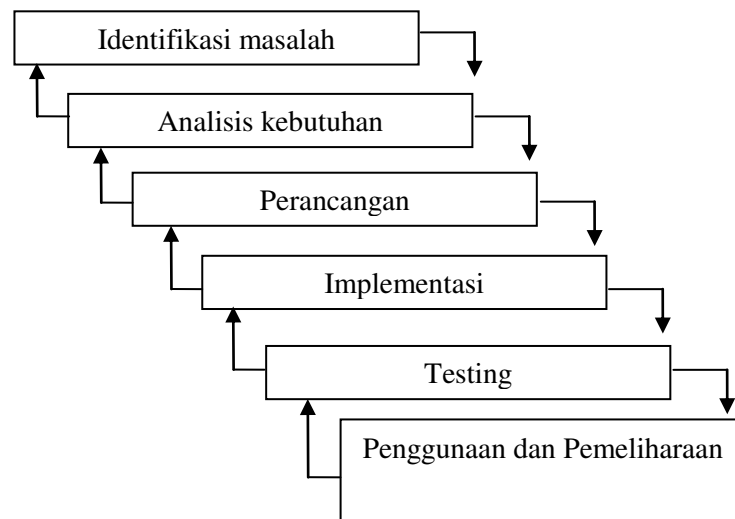 Identifikasi masalah
Analisis kebutuhan
Perancangan
Implementasi
Testing
Penggunaan dan Pemeliharaan